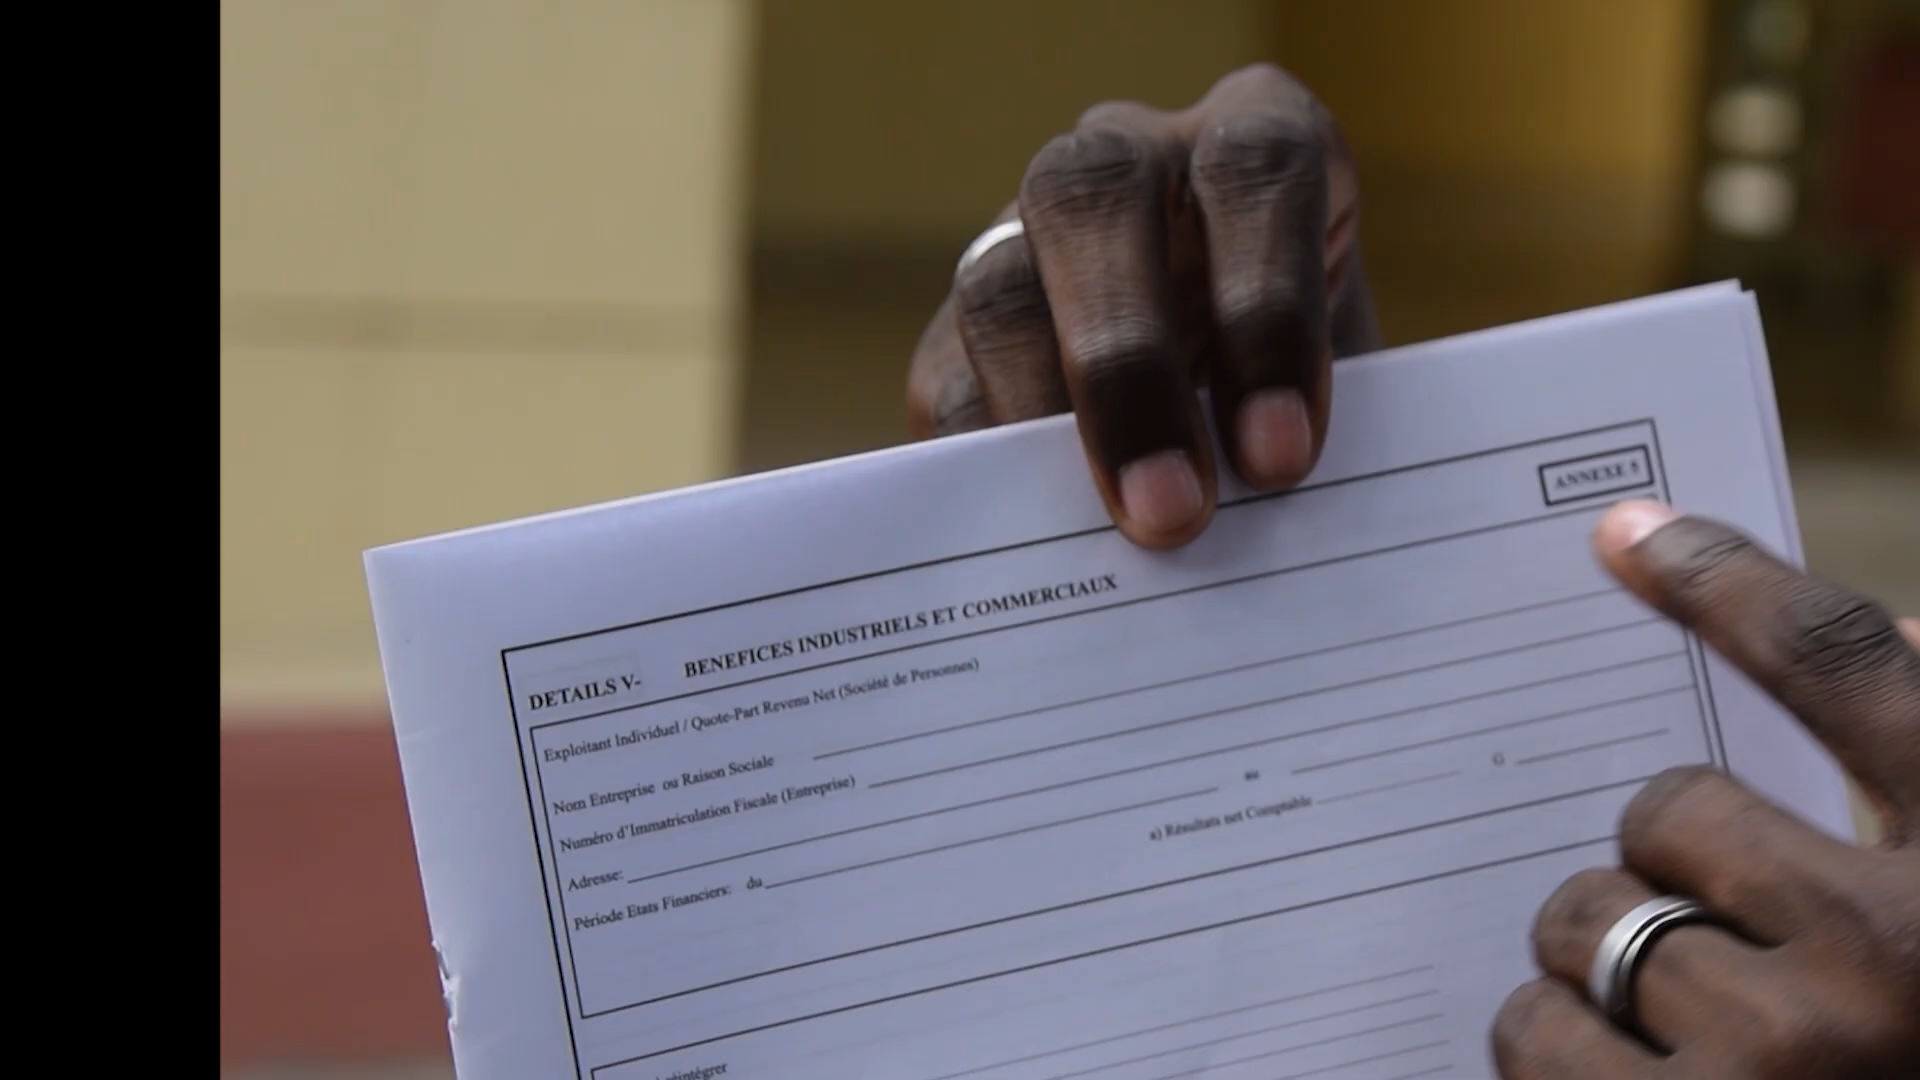 ANNEXE 5
DETAILS V- BENEFICES INDUSTRIELS ET COMMERCIAUX
Exploitant Individuel / Quote-Part Revenu Net (Société de Personnes)
Nom Entreprise ou Raison Sociale
Numéro d'Immatriculation Fiscale (Entreprise)
Adresse:
Période Etats Financiers: du au
a) Résultats net Comptable G
réintégrer